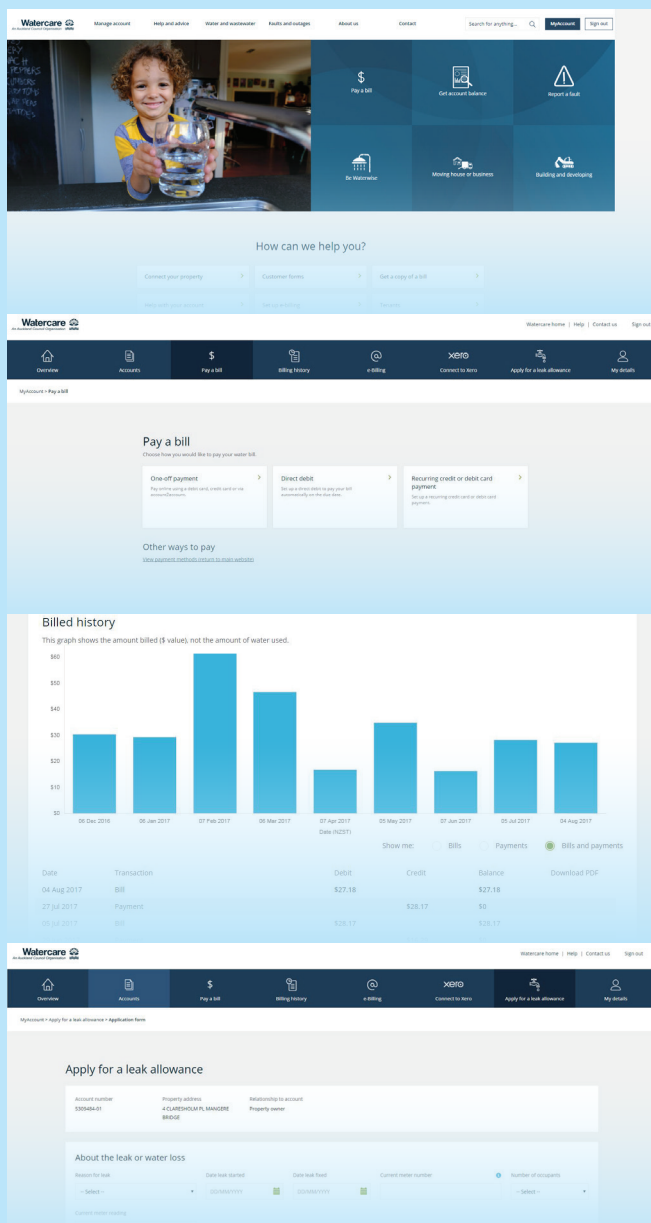 Watercare
An Auckland Council Organisation
Manage account Help and advice Water and wastewater Faults and outages About us Contact Search for anything... MyAccount Sign out
$
Pay a bill Get account balance Report a fault
Be Waterwise Moving house or business Building and developing
How can we help you?
Connect your property Customer forms Get a copy of a bill
Watercare
An Auckland Council Organisation
Watercare home | Help | Contact us Sign out
Overview Accounts Pay a bill Billing history e-Billing xero Connect to Xero Apply for a leak allowance My details
MyAccount > Pay a bill
Pay a bill
Choose how you would like to pay your water bill.
One-off payment
Pay online using a debit card, credit card or via
account2account.
Direct debit
Set up a direct debit to pay your bill
automatically on the due date.
Recurring credit or debit card
payment
Set up a recurring credit card or debit card
payment.
Other ways to pay
View payment methods (return to main website)
Billed history
This graph shows the amount billed ($ value), not the amount of water used.
$60
$50
$40
$30
$20
$10
$0
06 Dec 2016 06 Jan 2017 07 Feb 2017 06 Mar 2017 07 Apr 2017 05 May 2017 07 Jun 2017 05 Jul 2017 04 Aug 2017
Date (NZST)
Show me: Bills Payments Bills and payments
Date Transaction Debit Credit Balance Download PDF
04 Aug 2017 Bill $27.18 $27.18
27 Jul 2017 Payment $28.17 $0
05 Jul 2017 Bill $28.17 $28.17
Watercare
An Auckland Council Organisation
Watercare home | Help | Contact us Sign out
Overview Accounts Pay a bill Billing history e-Billing xero Connect to Xero Apply for a leak allowance My details
MyAccount > Apply for a leak allowance > Application form
Apply for a leak allowance
Account number Property address Relationship to account
5309484-01 4 CLARESHOLM PL MANGERE Property owner
BRIDGE
About the leak or water loss
Reason for leak Date leak started Date leak fixed Current meter number Number of occupants
-- Select -- DD/MM/YYYY DD/MM/YYYY -- Select --
Current meter reading